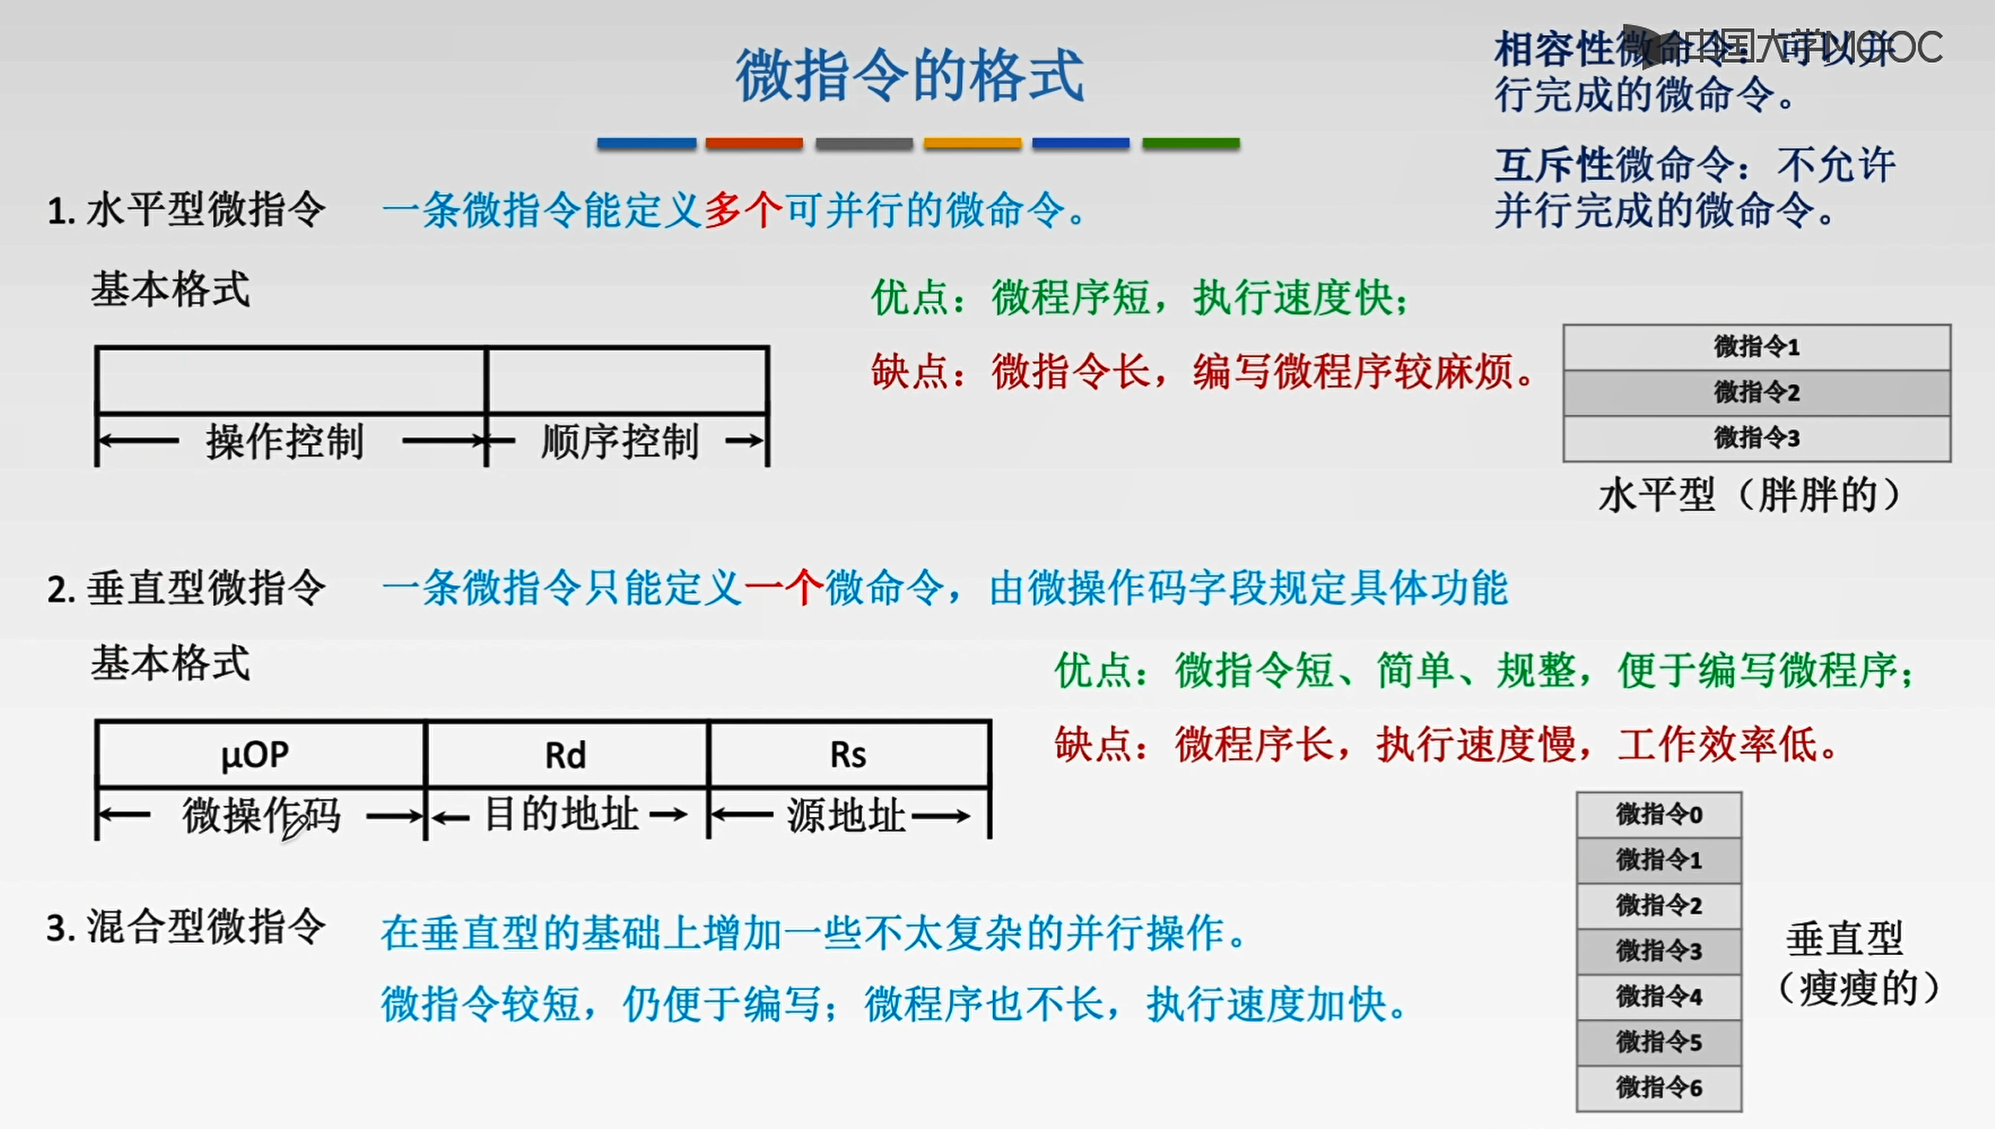 微指令的格式
中国大学MOOC
相容性微命令：可以并
行完成的微命令。
互斥性微命令：不允许
并行完成的微命令。
1. 水平型微指令 一条微指令能定义多个可并行的微命令。
基本格式
操作控制 顺序控制
优点：微程序短，执行速度快；
缺点：微指令长，编写微程序较麻烦。
微指令1
微指令2
微指令3
水平型（胖胖的）
2. 垂直型微指令 一条微指令只能定义一个微命令，由微操作码字段规定具体功能
基本格式
μOP Rd Rs
微操作码 目的地址 源地址
优点：微指令短、简单、规整，便于编写微程序；
缺点：微程序长，执行速度慢，工作效率低。
微指令0
微指令1
微指令2
微指令3
微指令4
微指令5
微指令6
垂直型
（瘦瘦的）
3. 混合型微指令 在垂直型的基础上增加一些不太复杂的并行操作。
微指令较短，仍便于编写；微程序也不长，执行速度加快。